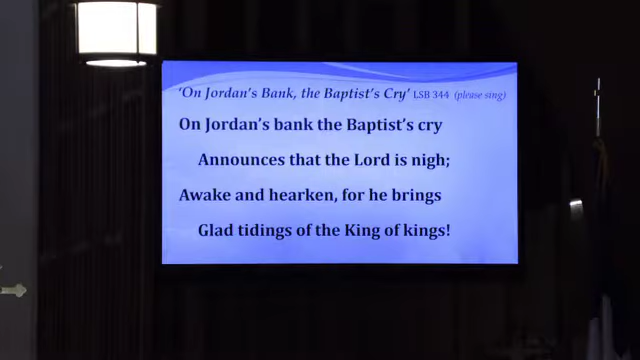 ‘On Jordan’s Bank, the Baptist’s Cry’ LSB 344 (please sing)
On Jordan’s bank the Baptist’s cry
Announces that the Lord is nigh;
Awake and hearken, for he brings
Glad tidings of the King of kings!